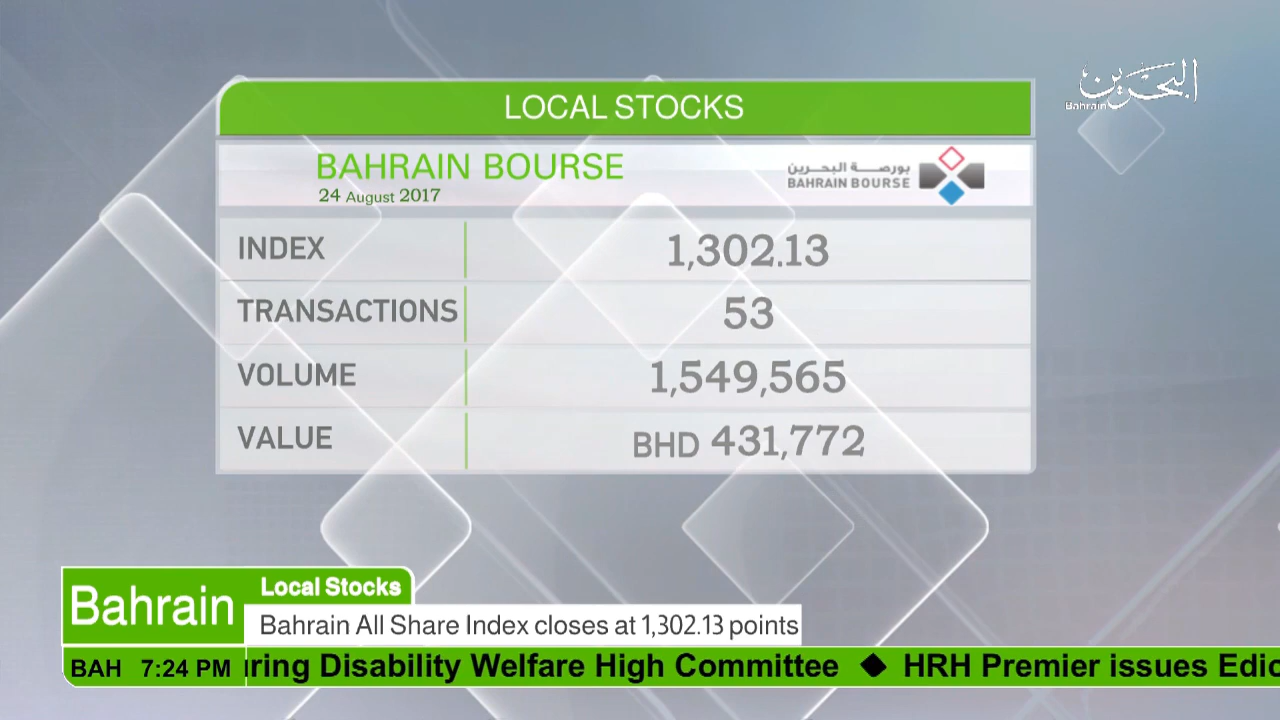 LOCAL STOCKS
البحرين
Bahrain
BAHRAIN BOURSE
24 August 2017
بورصة البحرين
BAHRAIN BOURSE
INDEX 1,302.13
TRANSACTIONS 53
VOLUME 1,549,565
VALUE BHD 431,772
Bahrain
Local Stocks
Bahrain All Share Index closes at 1,302.13 points
BAH 7:24 PM
Disability Welfare High Committee ◆ HRH Premier issues